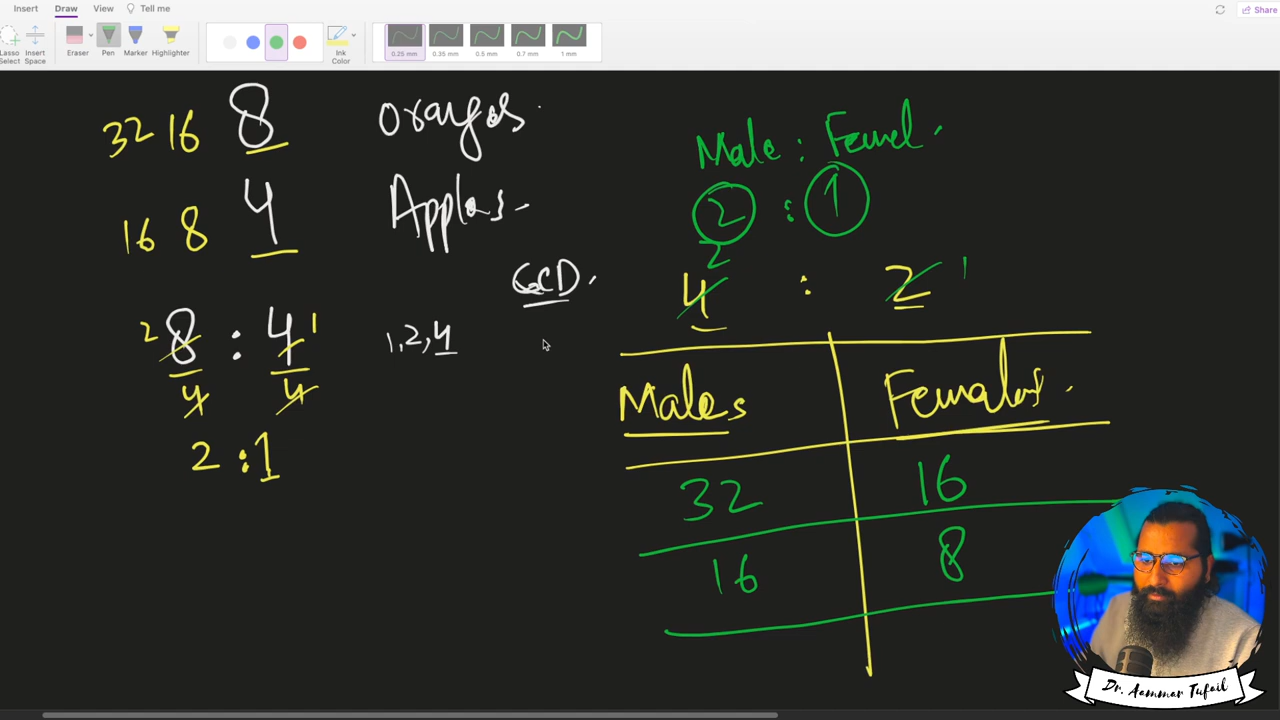 Insert Draw View Tell me
Share
Lasso Select
Insert Space
Eraser
Pen
Marker
Highlighter
Ink Color
0.25 mm
0.35 mm
0.5 mm
0.7 mm
1 mm
32 16 8 Oranges.
16 8 4 Apples.
GCD.
2 8 : 4 1
4 4
1,2,4
2 : 1
Male : Femel.
2 : 1
2
4 : 2 1
Males Females.
32 16
16 8
Dr. Aammar Tufail